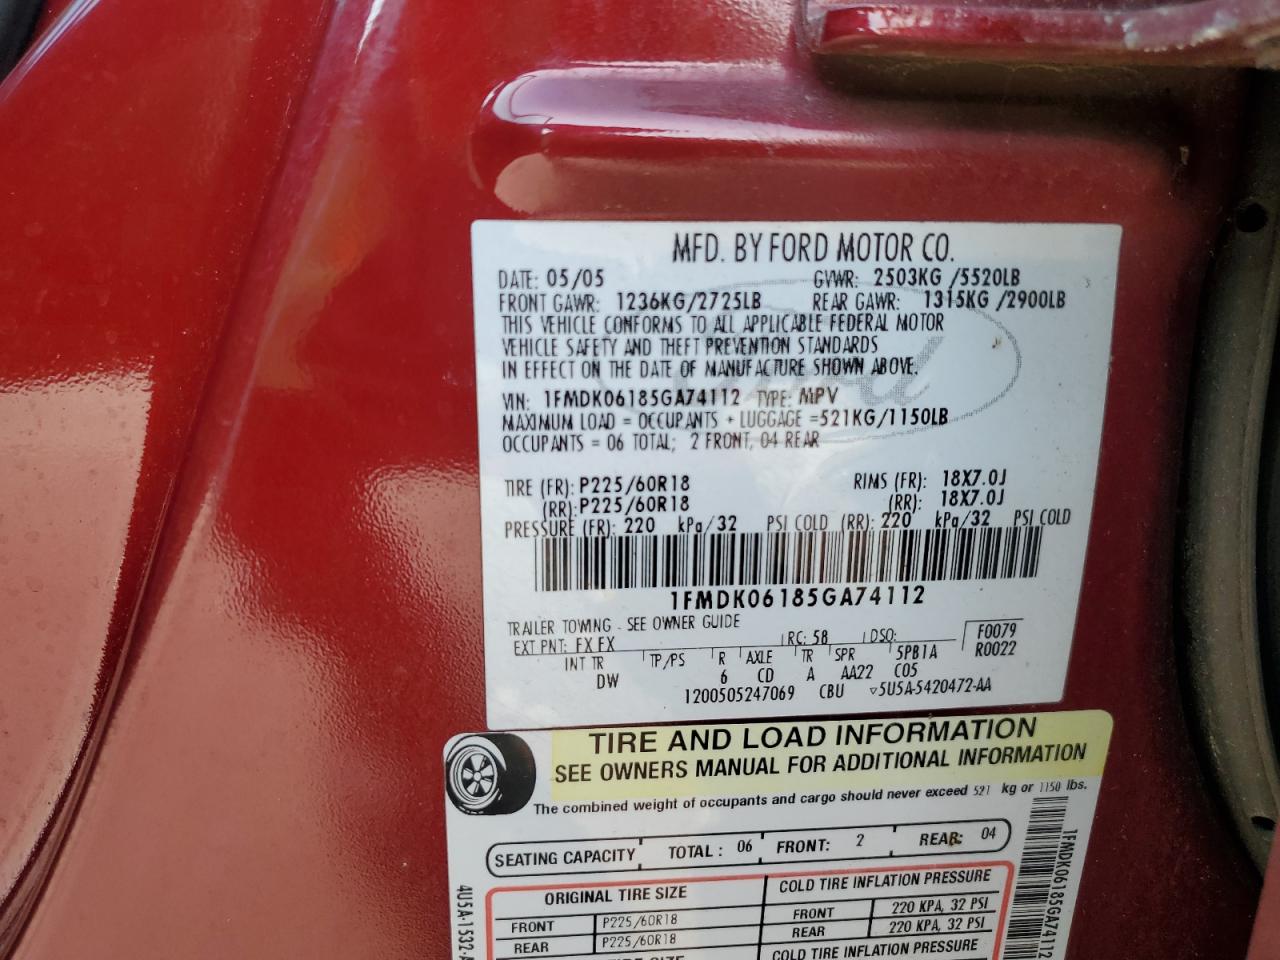 MFD. BY FORD MOTOR CO.
DATE: 05/05 GVWR: 2503KG /5520LB
FRONT GAWR: 1236KG/2725LB REAR GAWR: 1315KG /2900LB
THIS VEHICLE CONFORMS TO ALL APPLICABLE FEDERAL MOTOR
VEHICLE SAFETY AND THEFT PREVENTION STANDARDS
IN EFFECT ON THE DATE OF MANUFACTURE SHOWN ABOVE.
Ford
VIN: 1FMDK06185GA74112 TYPE: MPV
MAXIMUM LOAD = OCCUPANTS + LUGGAGE =521KG/1150LB
OCCUPANTS = 06 TOTAL; 2 FRONT, 04 REAR
TIRE (FR): P225/60R18 RIMS (FR): 18X7.0J
(RR): P225/60R18 (RR): 18X7.0J
PRESSURE (FR): 220 kPa/32 PSI COLD (RR): 220 kPa/32 PSI COLD
1FMDK06185GA74112
TRAILER TOWING - SEE OWNER GUIDE
EXT PNT: FX FX RC: 58 DSO: F0079
R0022
INT TR TP/PS R AXLE TR SPR 5PB1A
DW 6 CD A AA22 C05
1200505247069 CBU ▽5U5A-5420472-AA
TIRE AND LOAD INFORMATION
SEE OWNERS MANUAL FOR ADDITIONAL INFORMATION
The combined weight of occupants and cargo should never exceed 521 kg or 1150 lbs.
SEATING CAPACITY TOTAL : 06 FRONT: 2 REAR: 04
ORIGINAL TIRE SIZE COLD TIRE INFLATION PRESSURE
FRONT P225/60R18 FRONT 220 KPA, 32 PSI
REAR P225/60R18 REAR 220 KPA, 32 PSI
COLD TIRE INFLATION PRESSURE
1FMDK06185GA74112